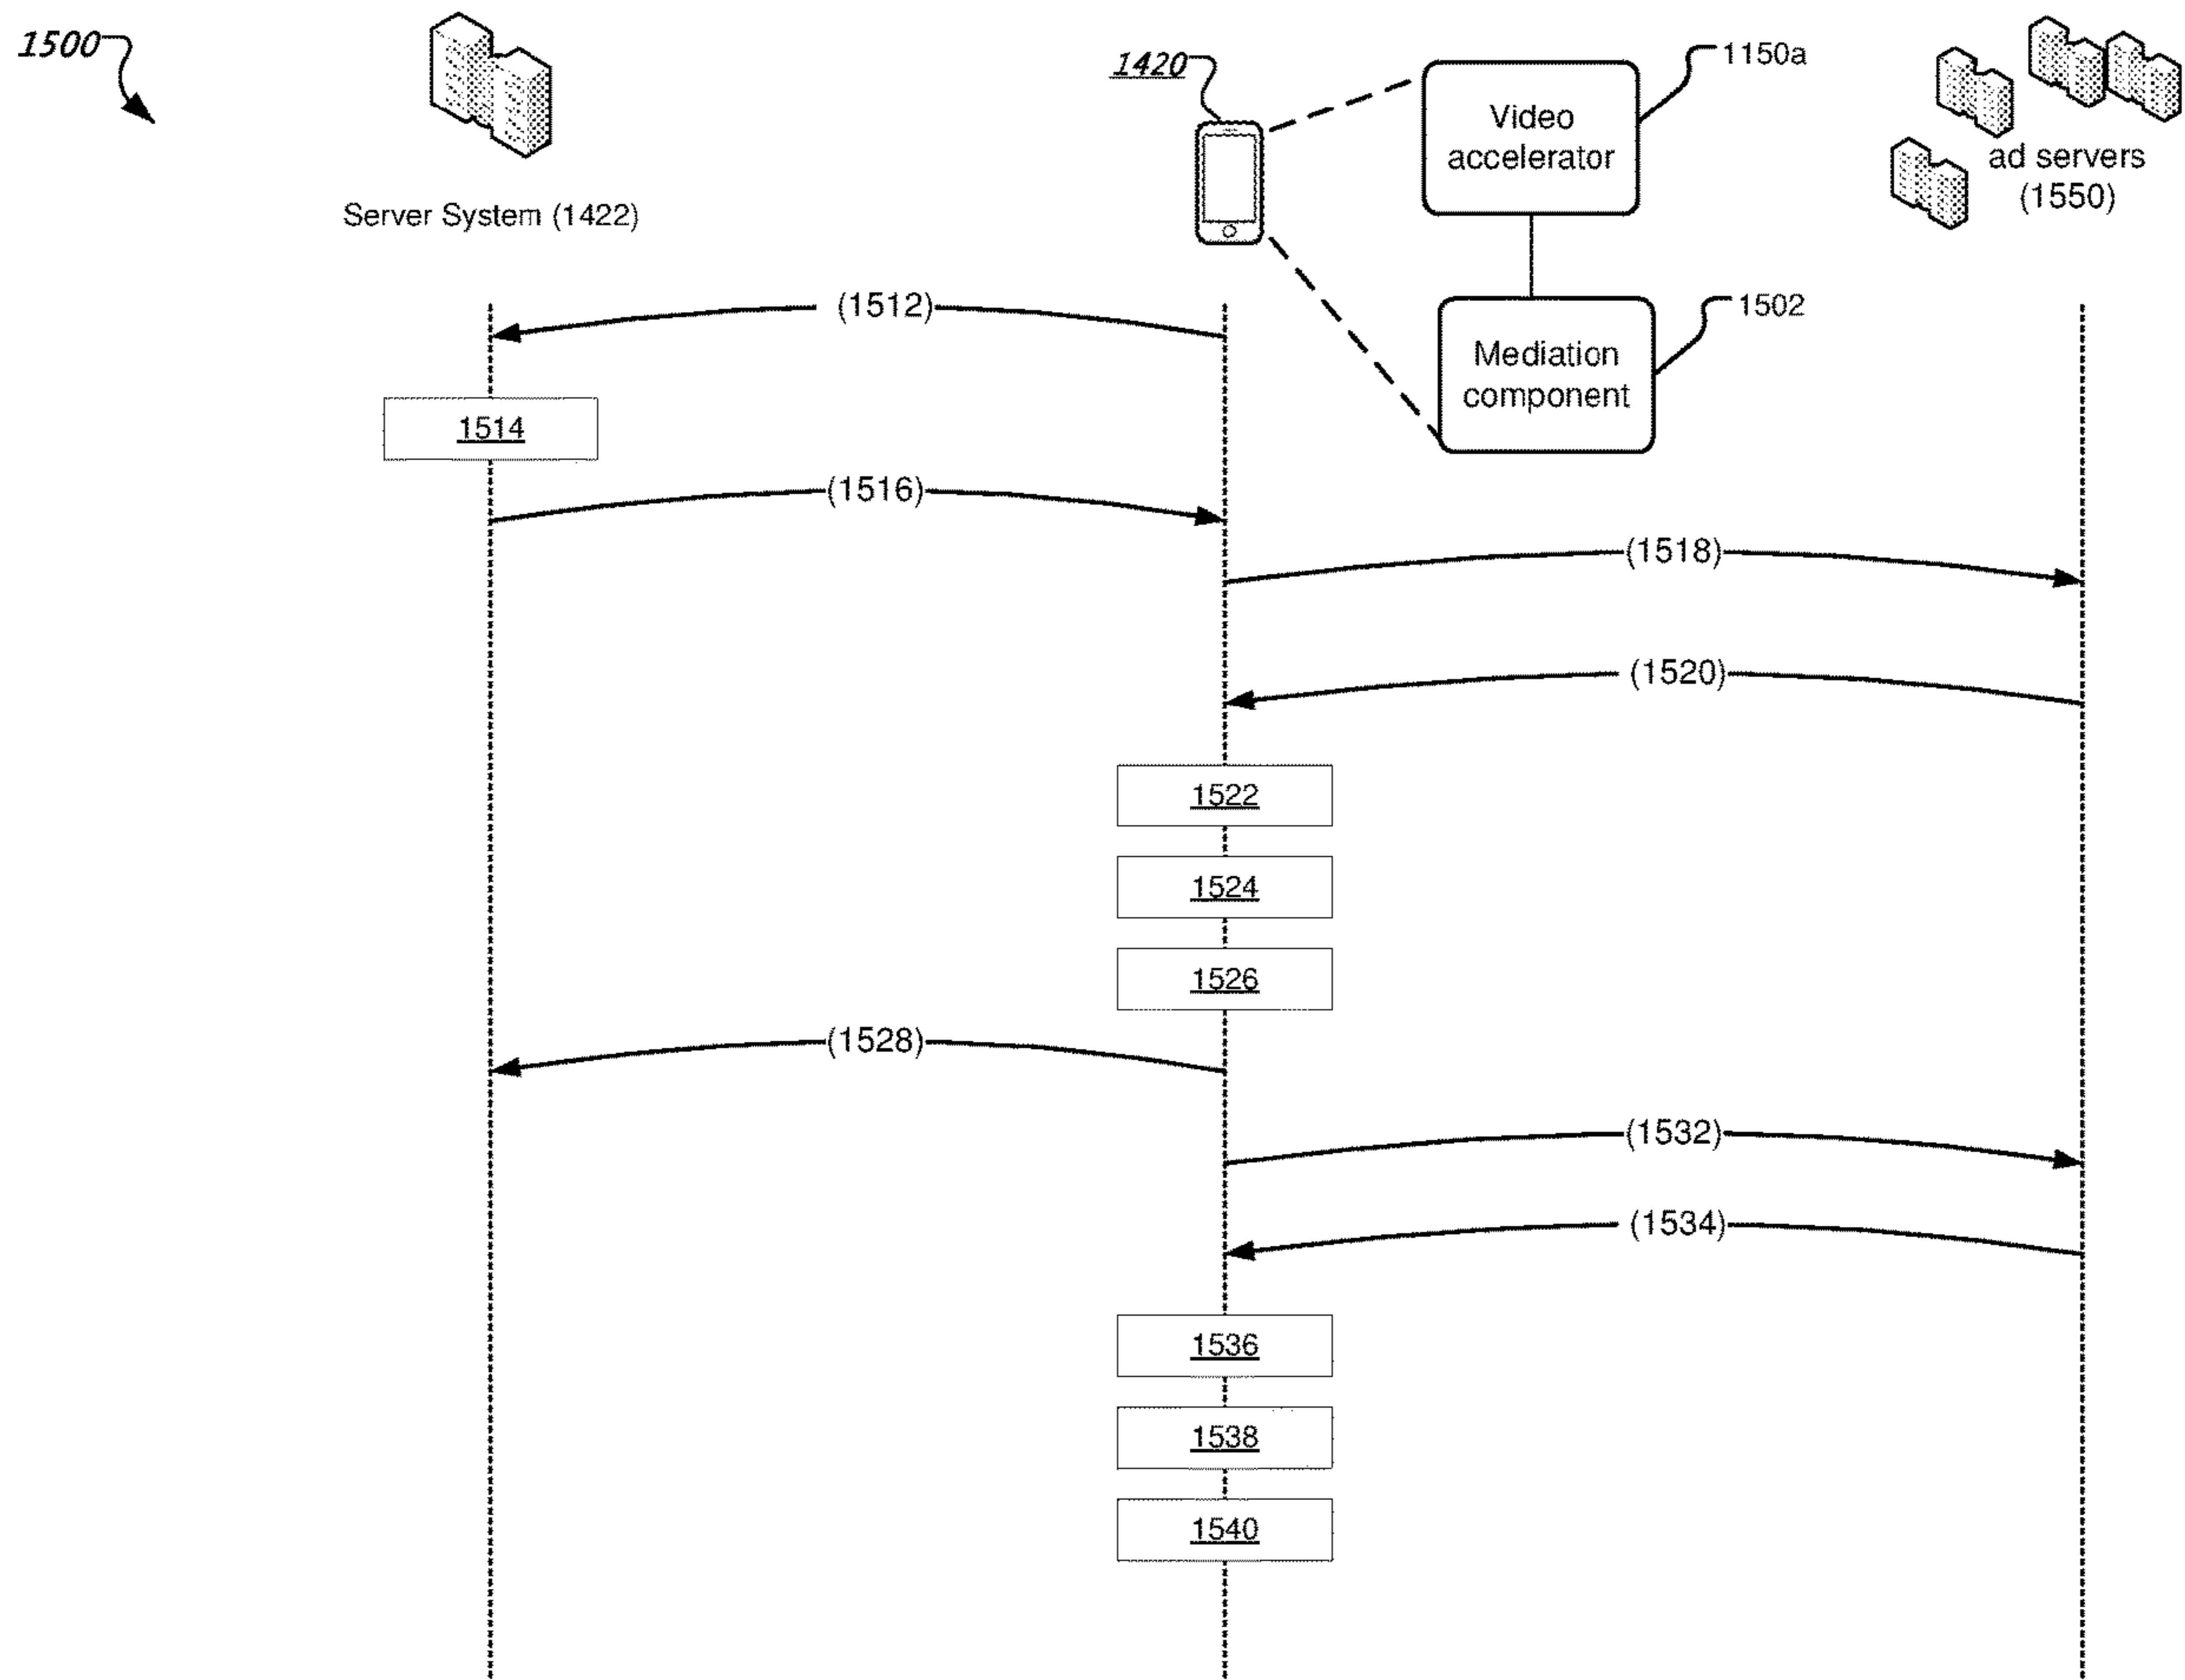 1500
Server System (1422)
1420
Video
accelerator
1150a
ad servers
(1550)
Mediation
component
1502
(1512)
1514
(1516)
(1518)
(1520)
1522
1524
1526
(1528)
(1532)
(1534)
1536
1538
1540